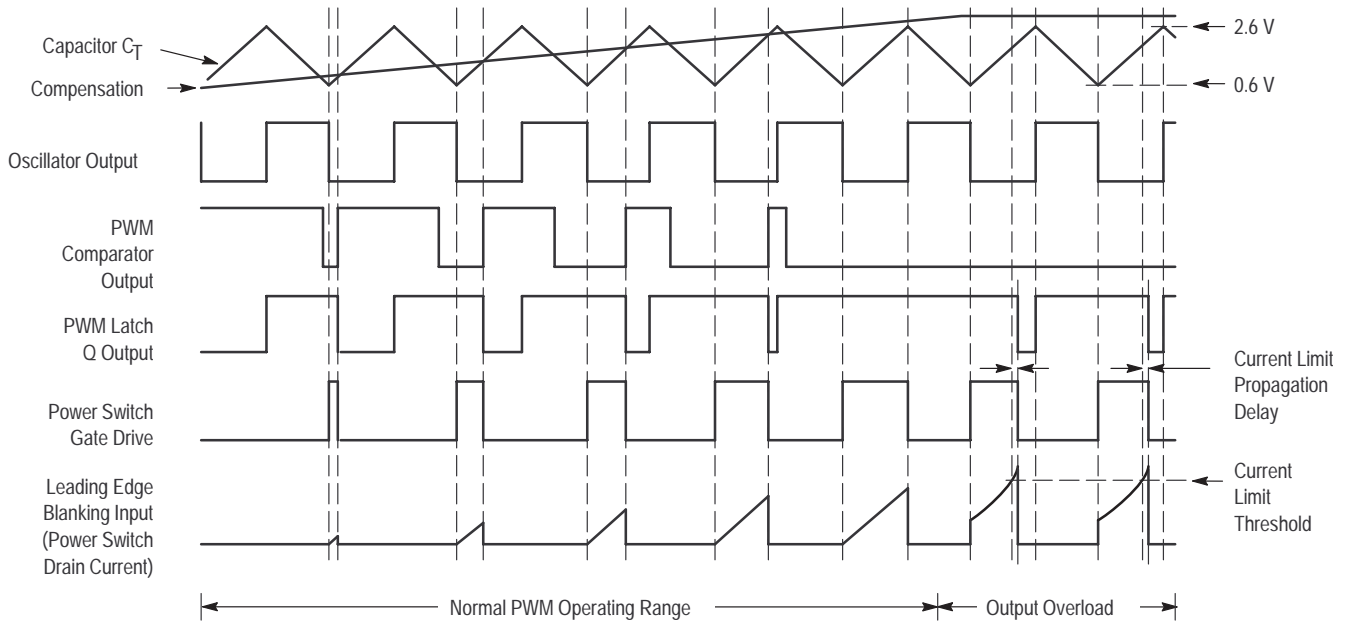 Capacitor CT
Compensation
2.6 V
0.6 V
Oscillator Output
PWM
Comparator
Output
PWM Latch
Q Output
Power Switch
Gate Drive
Current Limit
Propagation
Delay
Leading Edge
Blanking Input
(Power Switch
Drain Current)
Current
Limit
Threshold
Normal PWM Operating Range
Output Overload